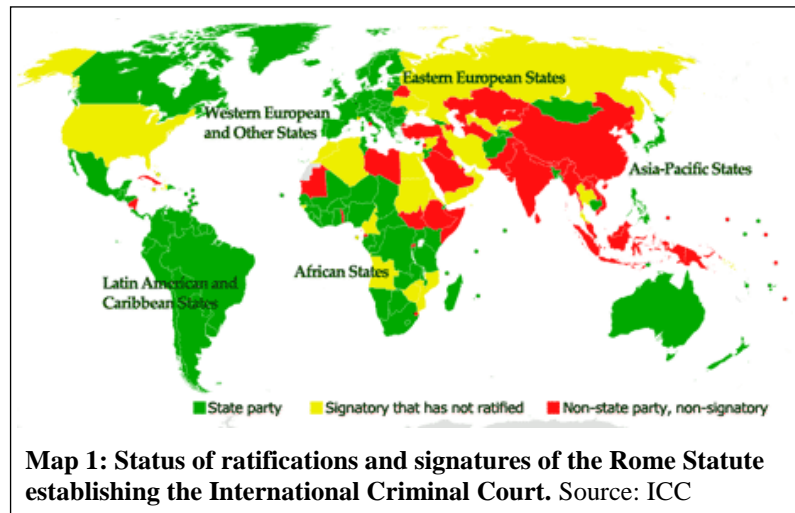 Eastern European States
Western European
and Other States
Asia-Pacific States
African States
Latin American and
Caribbean States
State party
Signatory that has not ratified
Non-state party, non-signatory
Map 1: Status of ratifications and signatures of the Rome Statute
establishing the International Criminal Court. Source: ICC